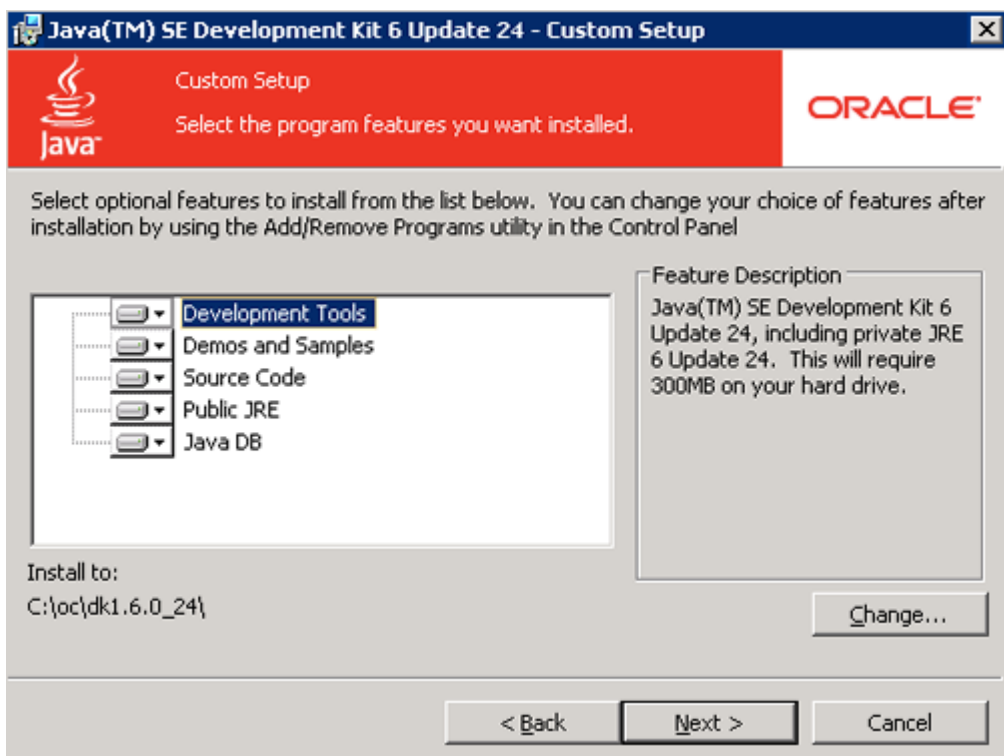 Java(TM) SE Development Kit 6 Update 24 - Custom Setup
Java™
Custom Setup
Select the program features you want installed.
ORACLE
Select optional features to install from the list below.  You can change your choice of features after
installation by using the Add/Remove Programs utility in the Control Panel
Development Tools
Demos and Samples
Source Code
Public JRE
Java DB
Feature Description
Java(TM) SE Development Kit 6
Update 24, including private JRE
6 Update 24.  This will require
300MB on your hard drive.
Install to:
C:\oc\dk1.6.0_24\
Change...
< Back
Next >
Cancel